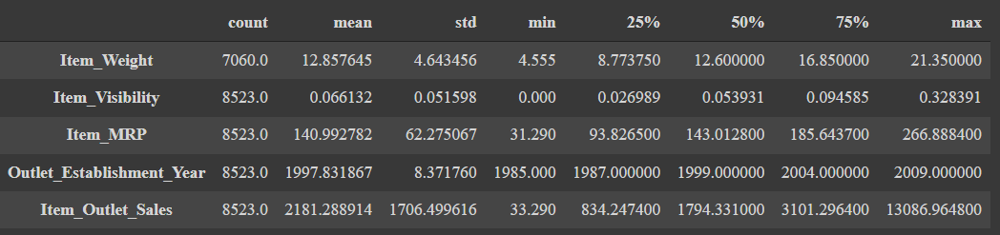 count mean std min 25% 50% 75% max
Item_Weight 7060.0 12.857645 4.643456 4.555 8.773750 12.600000 16.850000 21.350000
Item_Visibility 8523.0 0.066132 0.051598 0.000 0.026989 0.053931 0.094585 0.328391
Item_MRP 8523.0 140.992782 62.275067 31.290 93.826500 143.012800 185.643700 266.888400
Outlet_Establishment_Year 8523.0 1997.831867 8.371760 1985.000 1987.000000 1999.000000 2004.000000 2009.000000
Item_Outlet_Sales 8523.0 2181.288914 1706.499616 33.290 834.247400 1794.331000 3101.296400 13086.964800